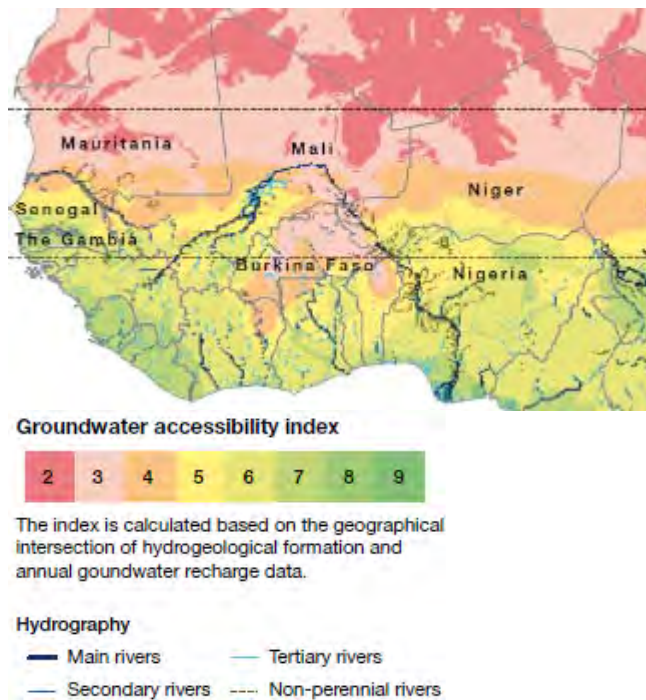 Mauritania
Mali
Niger
Senegal
The Gambia
Burkina Faso
Nigeria
Groundwater accessibility index
2 3 4 5 6 7 8 9
The index is calculated based on the geographical
intersection of hydrogeological formation and
annual goundwater recharge data.
Hydrography
Main rivers Tertiary rivers
Secondary rivers Non-perennial rivers